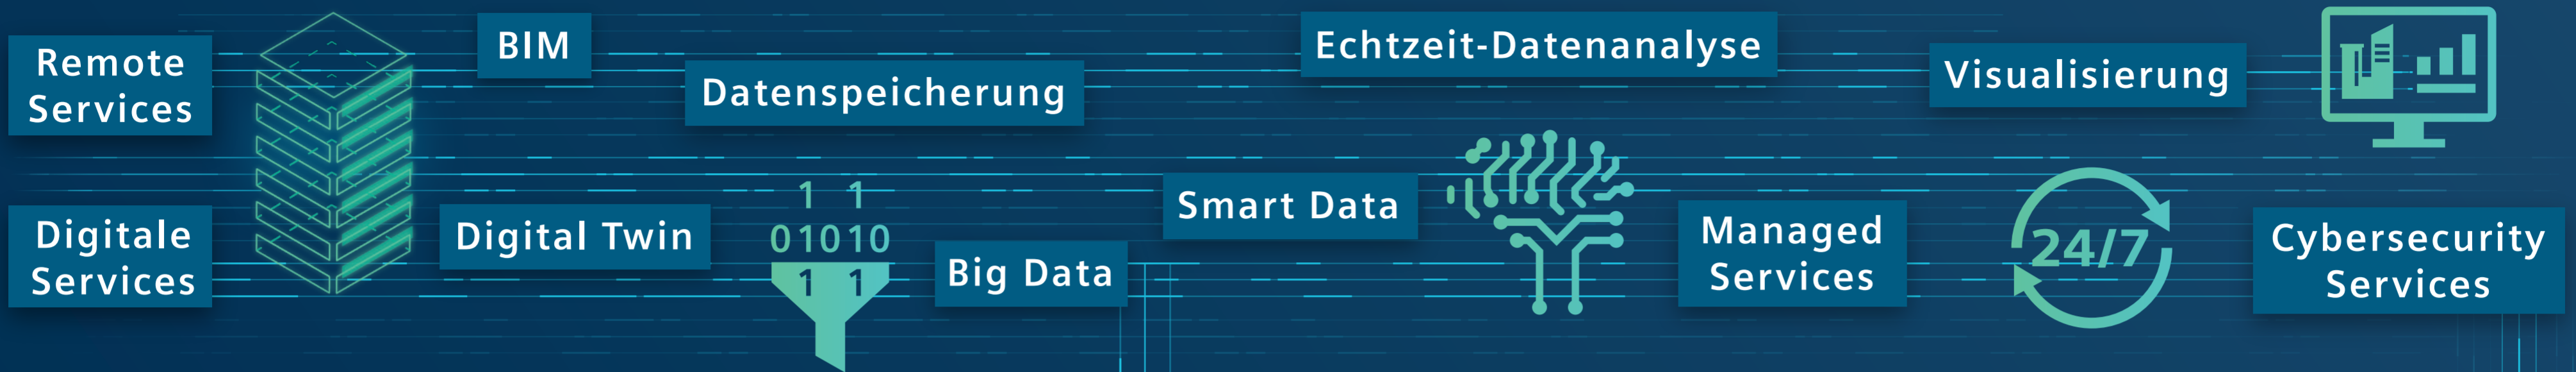 Remote
Services
BIM
Datenspeicherung
Echtzeit-Datenanalyse
Visualisierung
Digitale
Services
Digital Twin
1 1
01010
1 1
Big Data
Smart Data
Managed
Services
24/7
Cybersecurity
Services